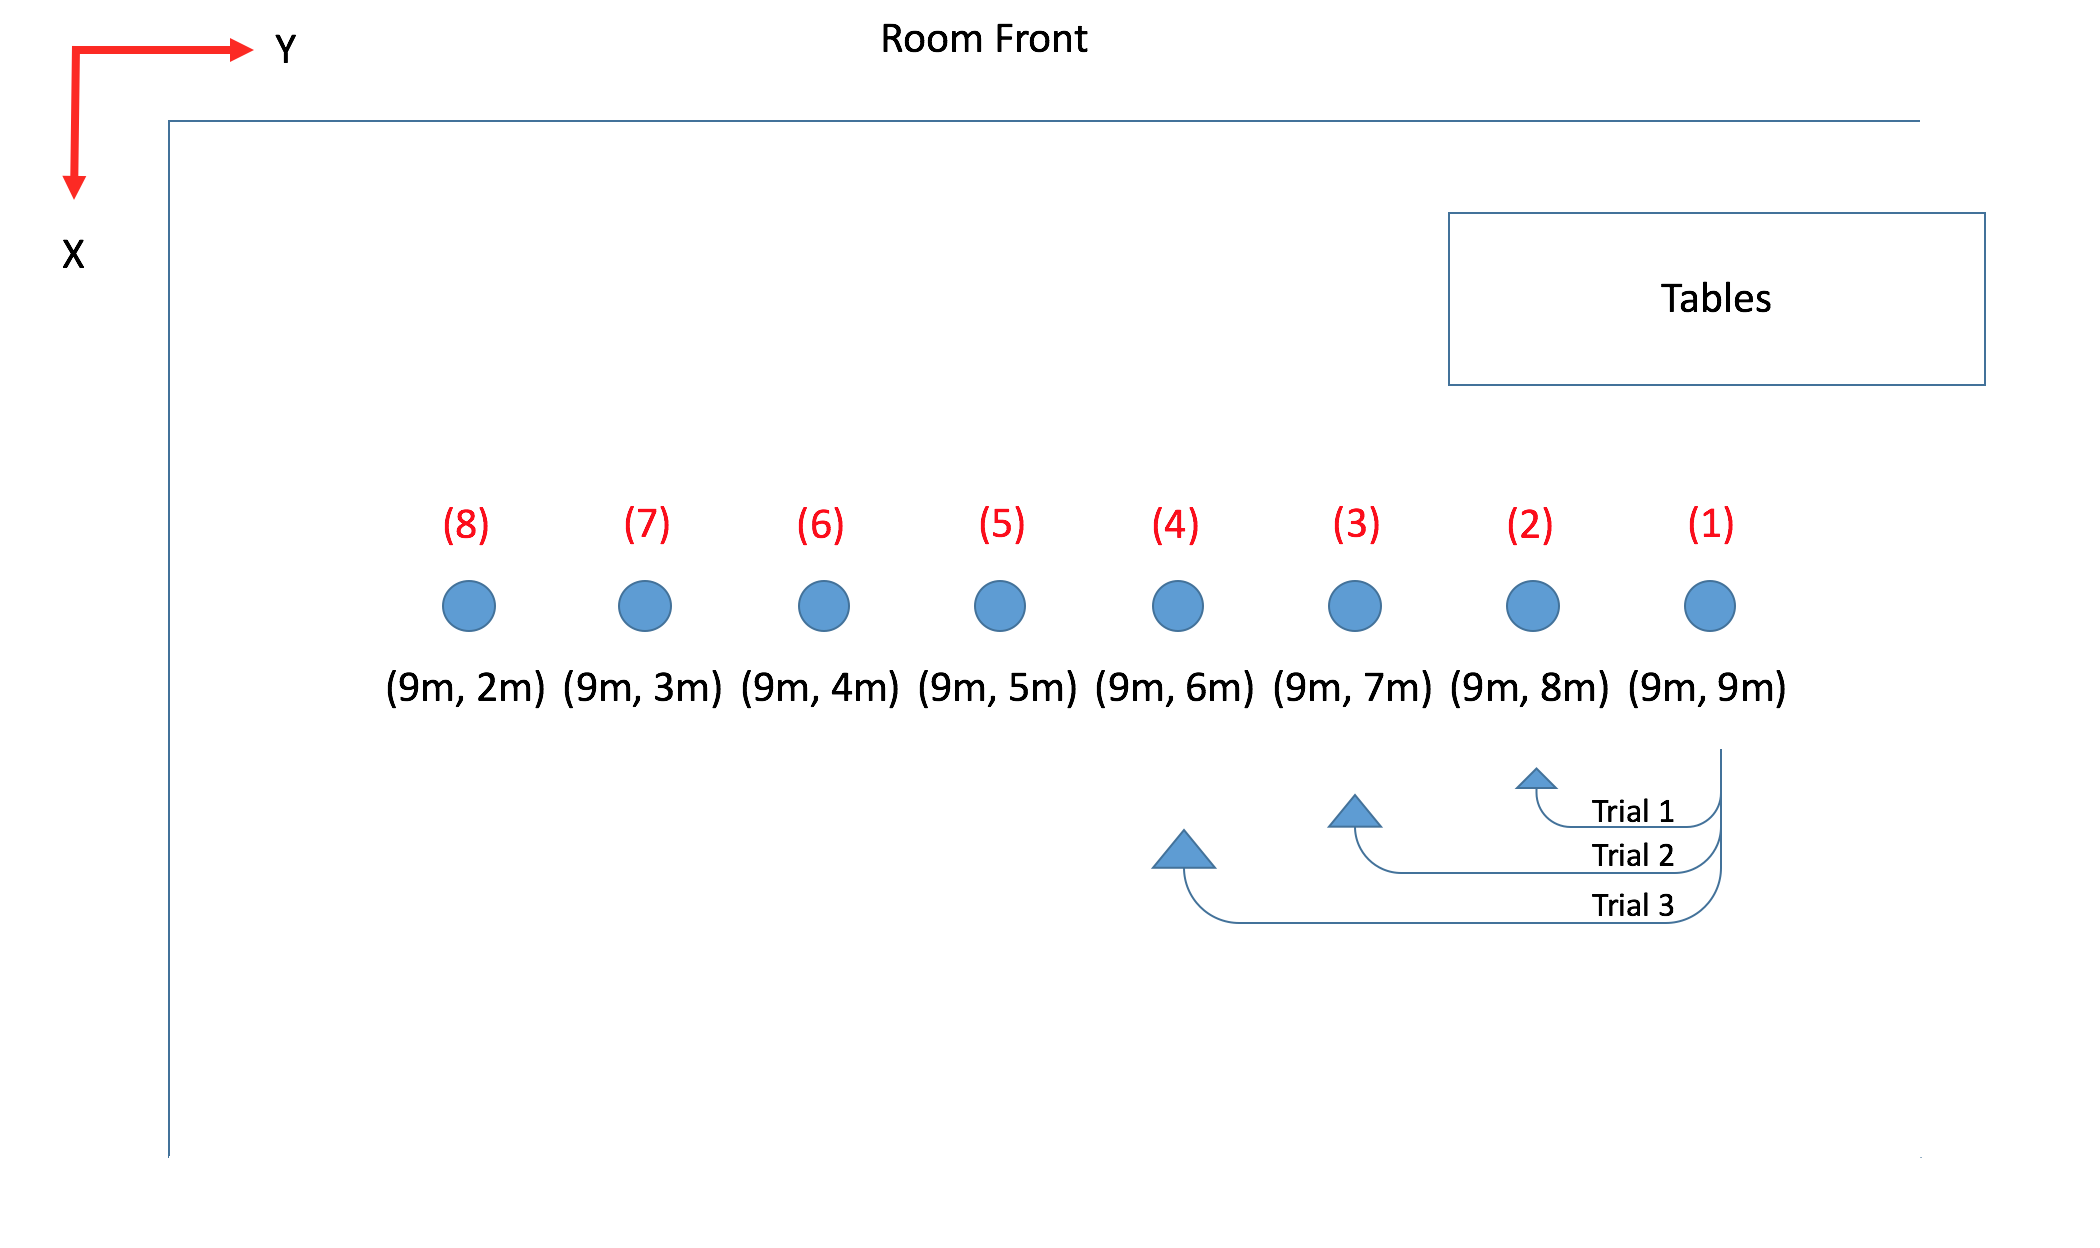 Room Front
Y
X
Tables
(8) (7) (6) (5) (4) (3) (2) (1)
(9m, 2m) (9m, 3m) (9m, 4m) (9m, 5m) (9m, 6m) (9m, 7m) (9m, 8m) (9m, 9m)
Trial 1
Trial 2
Trial 3